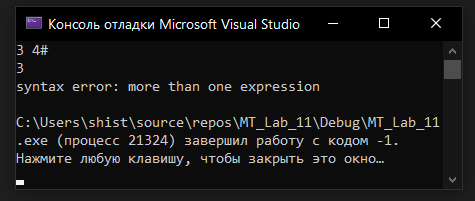 Консоль отладки Microsoft Visual Studio
3 4#
3
syntax error: more than one expression
C:\Users\shist\source\repos\MT_Lab_11\Debug\MT_Lab_11
.exe (процесс 21324) завершил работу с кодом -1.
Нажмите любую клавишу, чтобы закрыть это окно…